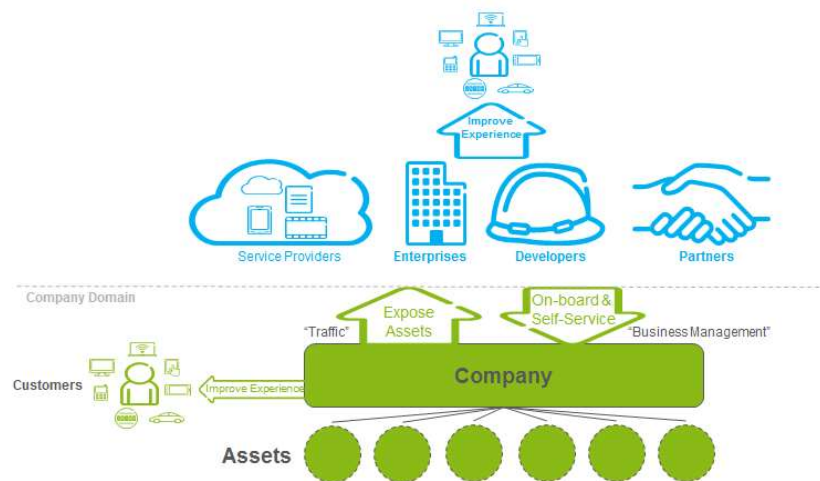 Improve
Experience
Service Providers
Enterprises
Developers
Partners
Company Domain
"Traffic"
Expose
Assets
On-board &
Self-Service
"Business Management"
Customers
Improve Experience
Company
Assets